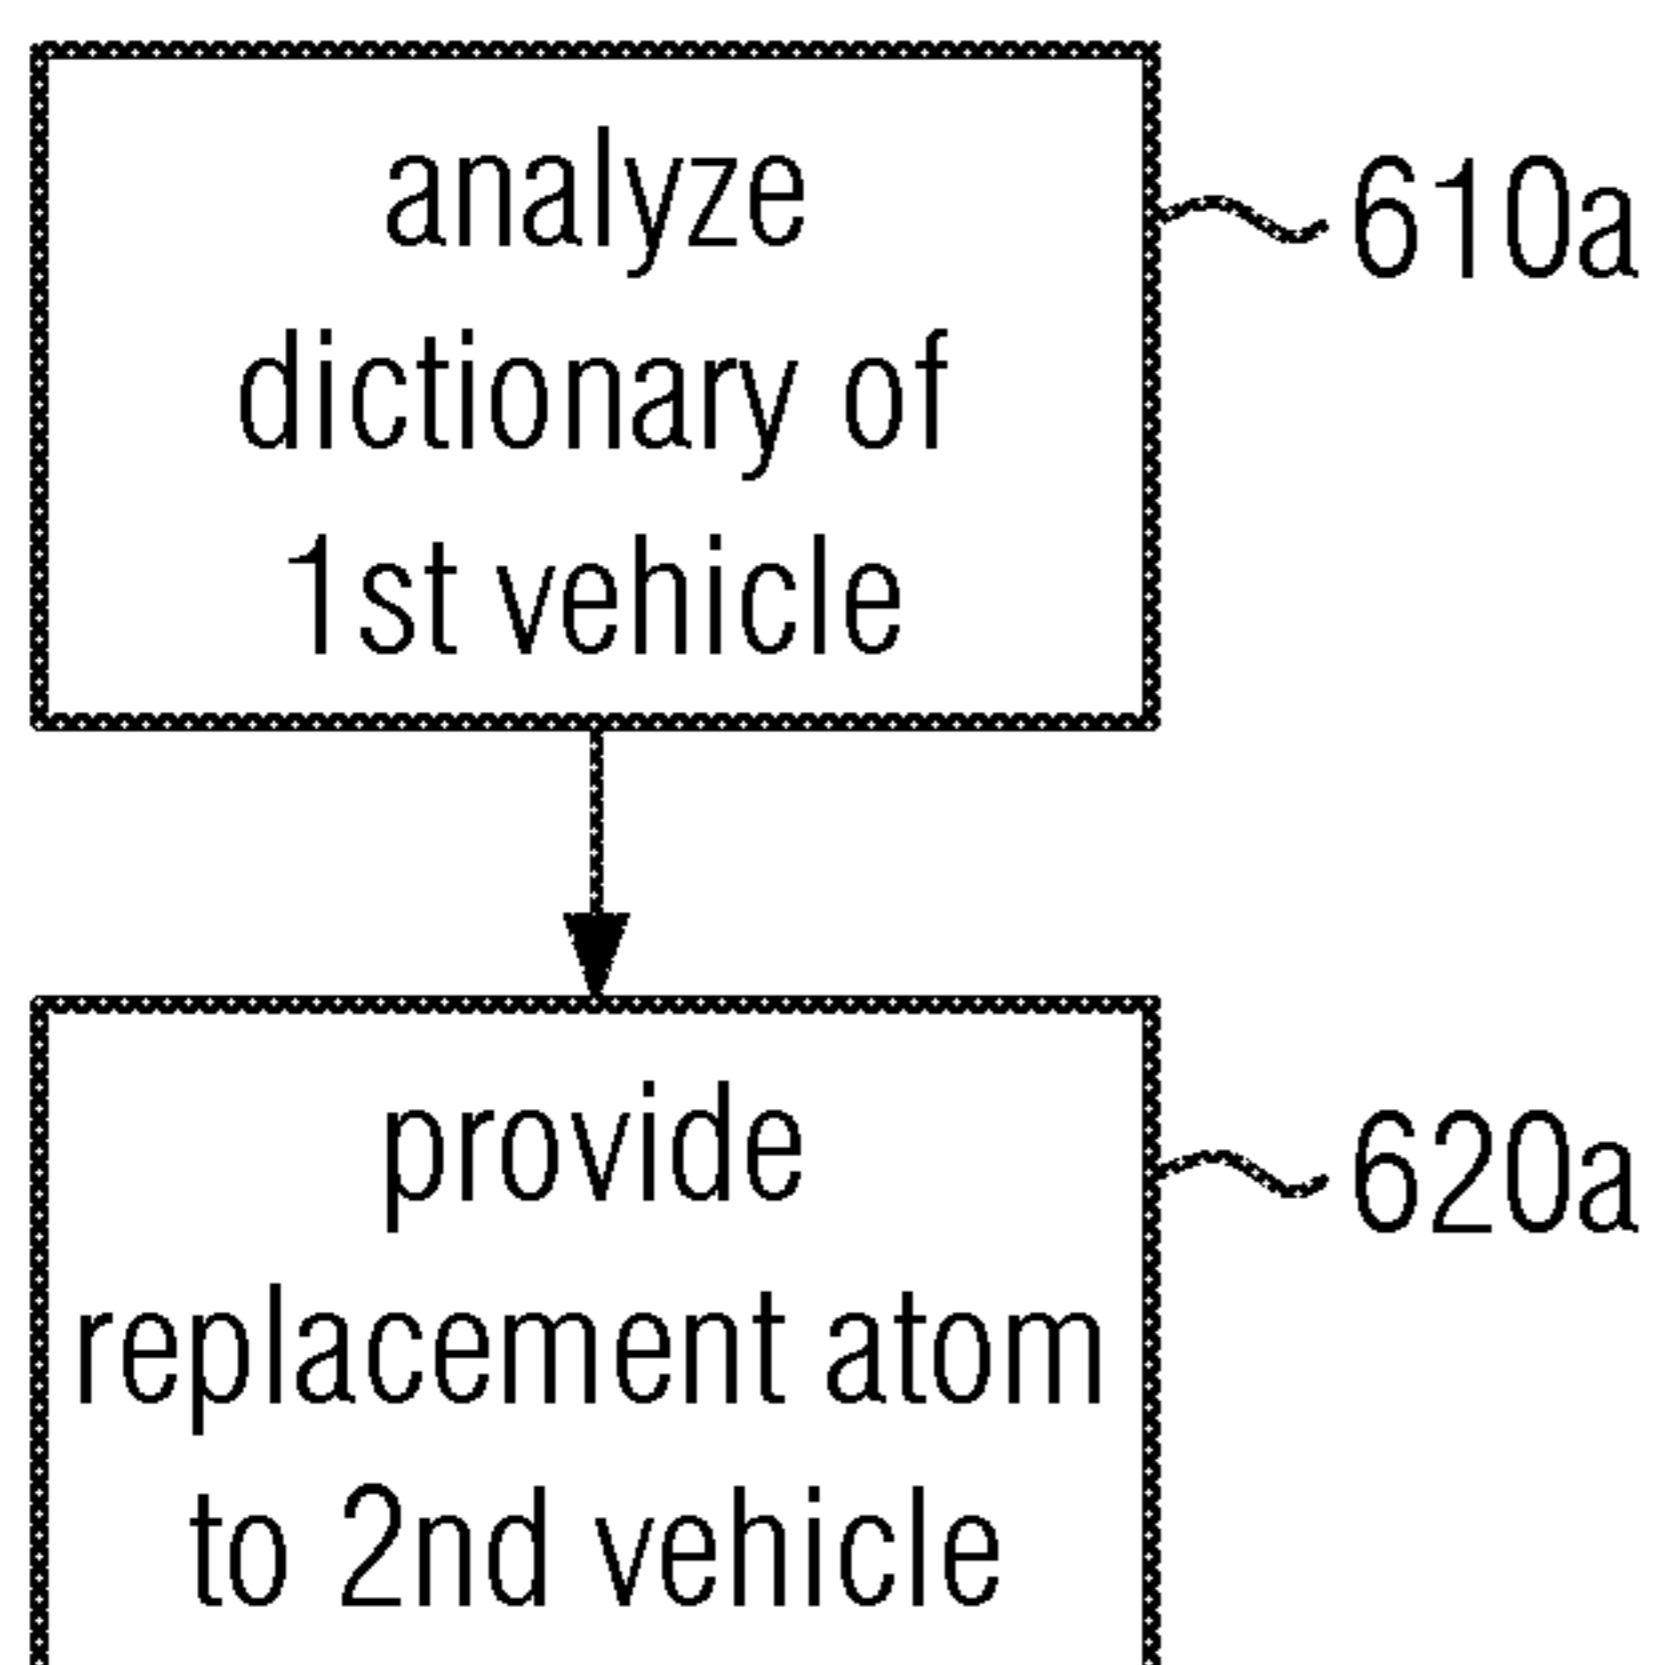 analyze
dictionary of
1st vehicle
610a
provide
replacement atom
to 2nd vehicle
620a